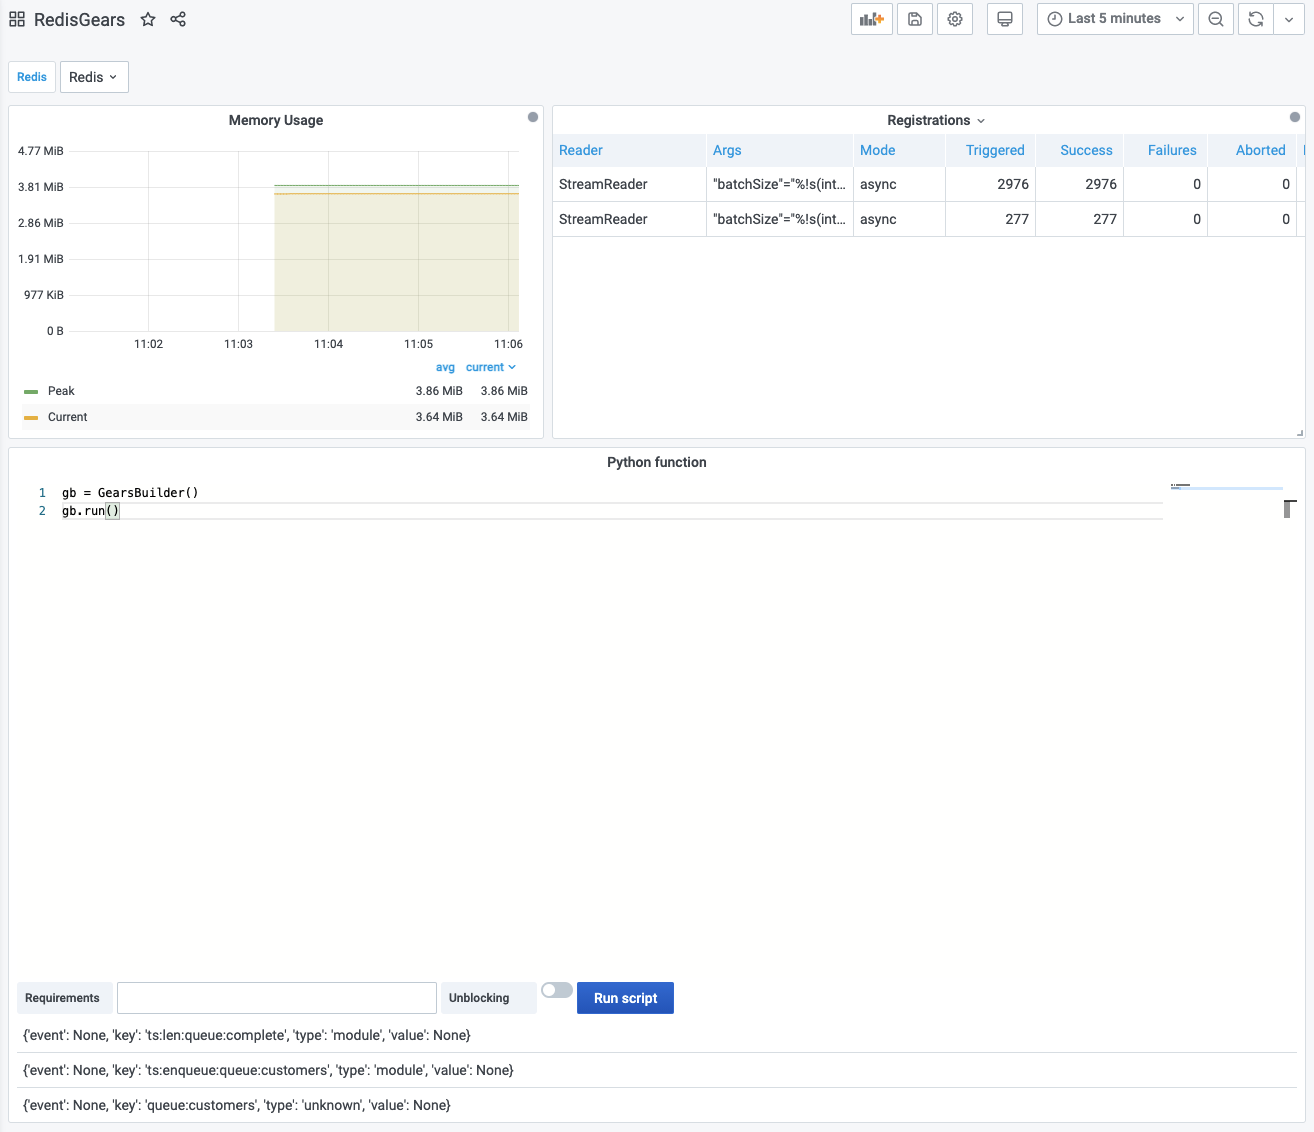 RedisGears
Last 5 minutes
Redis Redis
Memory Usage
4.77 MiB
3.81 MiB
2.86 MiB
1.91 MiB
977 KiB
0 B
11:02 11:03 11:04 11:05 11:06
avg current
Peak 3.86 MiB 3.86 MiB
Current 3.64 MiB 3.64 MiB
Registrations
Reader Args Mode Triggered Success Failures Aborted
StreamReader "batchSize"="%!s(int... async 2976 2976 0 0
StreamReader "batchSize"="%!s(int... async 277 277 0 0
Python function
1 gb = GearsBuilder()
2 gb.run()
Requirements Unblocking Run script
{'event': None, 'key': 'ts:len:queue:complete', 'type': 'module', 'value': None}
{'event': None, 'key': 'ts:enqueue:queue:customers', 'type': 'module', 'value': None}
{'event': None, 'key': 'queue:customers', 'type': 'unknown', 'value': None}